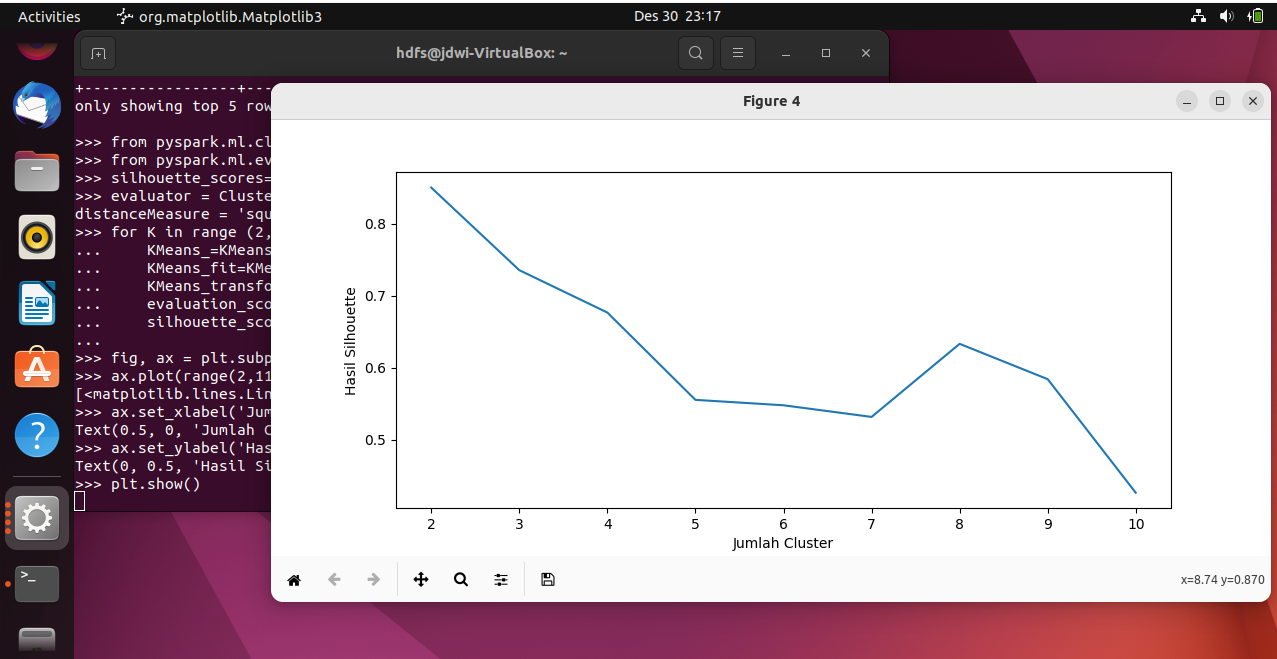 Activities
org.matplotlib.Matplotlib3
Des 30 23:17
hdfs@jdwi-VirtualBox: ~
+-----------------+---
only showing top 5 row
>>> from pyspark.ml.cl
>>> from pyspark.ml.ev
>>> silhouette_scores=
>>> evaluator = Cluste
distanceMeasure = 'squ
>>> for K in range (2,
...     KMeans_=KMeans
...     KMeans_fit=KMe
...     KMeans_transfo
...     evaluation_sco
...     silhouette_sco
...
>>> fig, ax = plt.subp
>>> ax.plot(range(2,11
[<matplotlib.lines.Lin
>>> ax.set_xlabel('Jum
Text(0.5, 0, 'Jumlah C
>>> ax.set_ylabel('Has
Text(0, 0.5, 'Hasil Si
>>> plt.show()
Figure 4
Hasil Silhouette
0.8
0.7
0.6
0.5
2 3 4 5 6 7 8 9 10
Jumlah Cluster
x=8.74 y=0.870